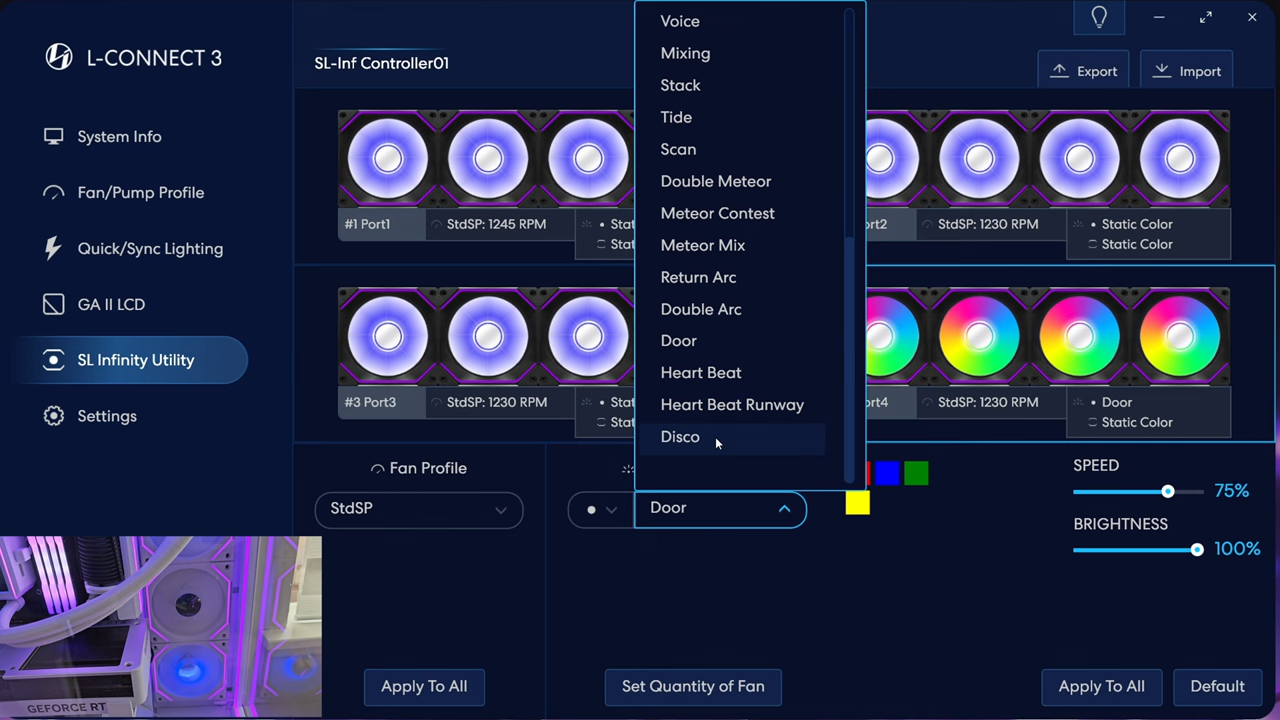 L-CONNECT 3
System Info
Fan/Pump Profile
Quick/Sync Lighting
GA II LCD
SL Infinity Utility
Settings
SL-Inf Controller01
Export
Import
#1 Port1
StdSP: 1245 RPM
Stat
Stat
rt2
StdSP: 1230 RPM
Static Color
Static Color
#3 Port3
StdSP: 1230 RPM
Stat
Stat
rt4
StdSP: 1230 RPM
Door
Static Color
Voice
Mixing
Stack
Tide
Scan
Double Meteor
Meteor Contest
Meteor Mix
Return Arc
Double Arc
Door
Heart Beat
Heart Beat Runway
Disco
Fan Profile
StdSP
Door
SPEED
75%
BRIGHTNESS
100%
Apply To All
Set Quantity of Fan
Apply To All
Default
GEFORCE RT